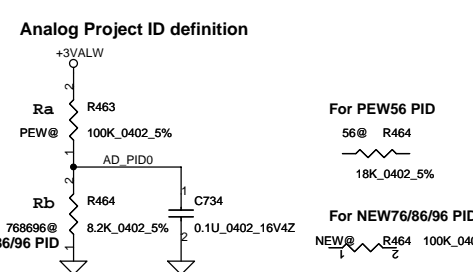 Analog Project ID definition
+3VALW
2
Ra R463
PEW@ 100K_0402_5%
1
AD_PID0
2
Rb R464
768696@ 8.2K_0402_5%
86/96 PID
1
1
C734
0.1U_0402_16V4Z
2
For PEW56 PID
56@ R464
18K_0402_5%
For NEW76/86/96 PID
NEW@ R464 100K_040
1 2